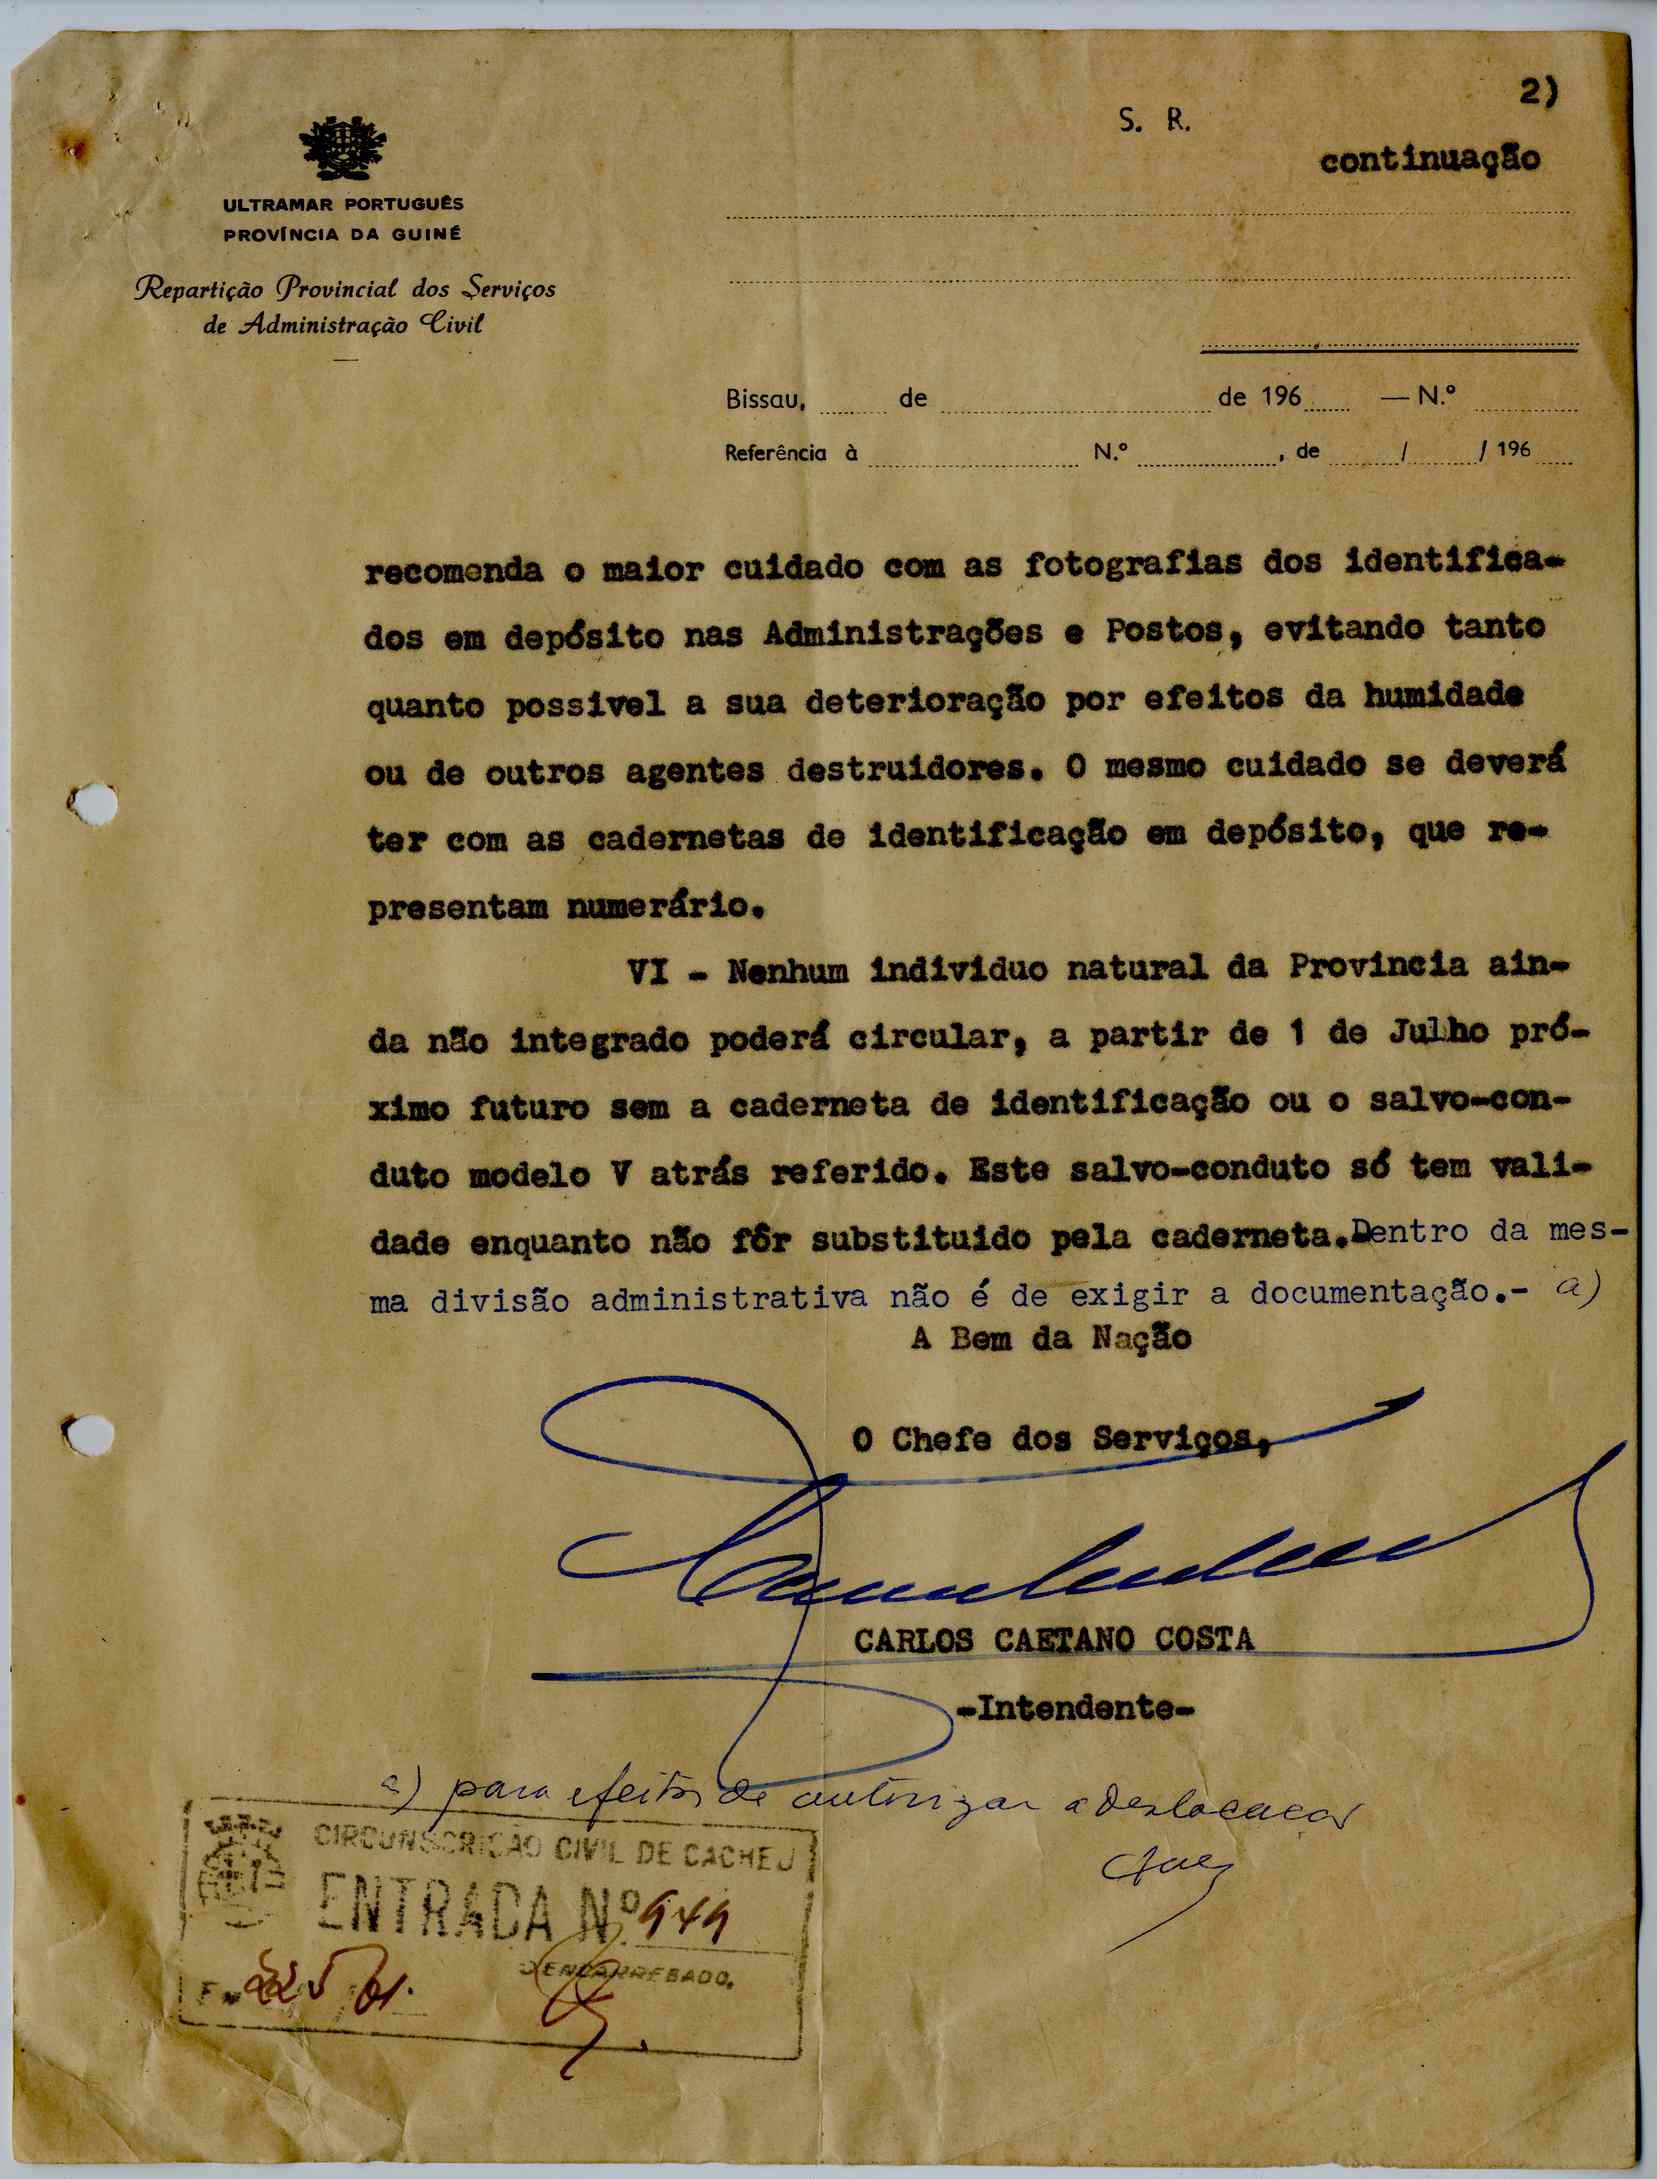 2)
S. R.
continuação
ULTRAMAR PORTUGUÊS
PROVÍNCIA DA GUINÉ
Repartição Provincial dos Serviços
de Administração Civil
Bissau, de de 196 — N.º
Referência à N.º , de / / 196
recomenda o maior cuidado com as fotografias dos identifica-
dos em depósito nas Administrações e Postos, evitando tanto
quanto possivel a sua deterioração por efeitos da humidade
ou de outros agentes destruidores. O mesmo cuidado se deverá
ter com as cadernetas de identificação em depósito, que re-
presentam numerário.
VI - Nenhum individuo natural da Provincia ain-
da não integrado poderá circular, a partir de 1 de Julho pró-
ximo futuro sem a caderneta de identificação ou o salvo-con-
duto modelo V atrás referido. Este salvo-conduto só tem vali-
dade enquanto não fôr substituido pela caderneta.Dentro da mes-
ma divisão administrativa não é de exigir a documentação.- a)
A Bem da Nação
O Chefe dos Serviços,
CARLOS CAETANO COSTA
-Intendente-
a) para efeitos de autorizar a deslocação
CIRCUNSCRIÇÃO CIVIL DE CACHEU
ENTRADA Nº 949
O ENCARREGADO,